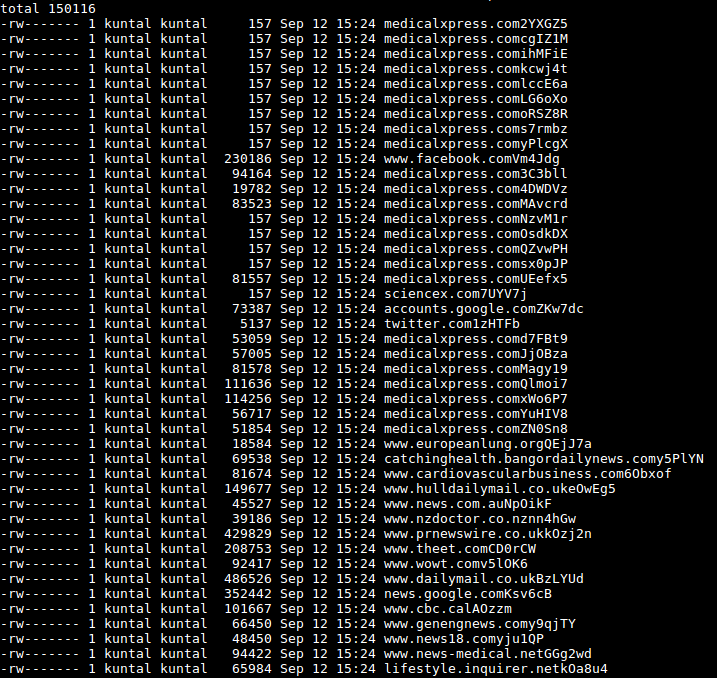 total 150116
-rw------- 1 kuntal kuntal 157 Sep 12 15:24 medicalxpress.com2YXGZ5
-rw------- 1 kuntal kuntal 157 Sep 12 15:24 medicalxpress.comcgIZ1M
-rw------- 1 kuntal kuntal 157 Sep 12 15:24 medicalxpress.comihMFiE
-rw------- 1 kuntal kuntal 157 Sep 12 15:24 medicalxpress.comkcwj4t
-rw------- 1 kuntal kuntal 157 Sep 12 15:24 medicalxpress.comlccE6a
-rw------- 1 kuntal kuntal 157 Sep 12 15:24 medicalxpress.comLG6oXo
-rw------- 1 kuntal kuntal 157 Sep 12 15:24 medicalxpress.comoRSZ8R
-rw------- 1 kuntal kuntal 157 Sep 12 15:24 medicalxpress.coms7rmbz
-rw------- 1 kuntal kuntal 157 Sep 12 15:24 medicalxpress.comyPlcgX
-rw------- 1 kuntal kuntal 230186 Sep 12 15:24 www.facebook.comVm4Jdg
-rw------- 1 kuntal kuntal 94164 Sep 12 15:24 medicalxpress.com3C3bll
-rw------- 1 kuntal kuntal 19782 Sep 12 15:24 medicalxpress.com4DWDVz
-rw------- 1 kuntal kuntal 83523 Sep 12 15:24 medicalxpress.comMAvcrd
-rw------- 1 kuntal kuntal 157 Sep 12 15:24 medicalxpress.comNzvM1r
-rw------- 1 kuntal kuntal 157 Sep 12 15:24 medicalxpress.comOsdkDX
-rw------- 1 kuntal kuntal 157 Sep 12 15:24 medicalxpress.comQZvwPH
-rw------- 1 kuntal kuntal 157 Sep 12 15:24 medicalxpress.comsx0pJP
-rw------- 1 kuntal kuntal 81557 Sep 12 15:24 medicalxpress.comUEefx5
-rw------- 1 kuntal kuntal 157 Sep 12 15:24 sciencex.com7UYV7j
-rw------- 1 kuntal kuntal 73387 Sep 12 15:24 accounts.google.comZKw7dc
-rw------- 1 kuntal kuntal 5137 Sep 12 15:24 twitter.com1zHTFb
-rw------- 1 kuntal kuntal 53059 Sep 12 15:24 medicalxpress.comd7FBt9
-rw------- 1 kuntal kuntal 57005 Sep 12 15:24 medicalxpress.comJjOBza
-rw------- 1 kuntal kuntal 81578 Sep 12 15:24 medicalxpress.comMagy19
-rw------- 1 kuntal kuntal 111636 Sep 12 15:24 medicalxpress.comQlmoi7
-rw------- 1 kuntal kuntal 114256 Sep 12 15:24 medicalxpress.comxWo6P7
-rw------- 1 kuntal kuntal 56717 Sep 12 15:24 medicalxpress.comYuHIV8
-rw------- 1 kuntal kuntal 51854 Sep 12 15:24 medicalxpress.comZN0Sn8
-rw------- 1 kuntal kuntal 18584 Sep 12 15:24 www.europeanlung.orgQEjJ7a
-rw------- 1 kuntal kuntal 69538 Sep 12 15:24 catchinghealth.bangordailynews.comy5PlYN
-rw------- 1 kuntal kuntal 81674 Sep 12 15:24 www.cardiovascularbusiness.com6Obxof
-rw------- 1 kuntal kuntal 149677 Sep 12 15:24 www.hulldailymail.co.ukeOwEg5
-rw------- 1 kuntal kuntal 45527 Sep 12 15:24 www.news.com.auNpOikF
-rw------- 1 kuntal kuntal 39186 Sep 12 15:24 www.nzdoctor.co.nznn4hGw
-rw------- 1 kuntal kuntal 429829 Sep 12 15:24 www.prnewswire.co.ukkOzj2n
-rw------- 1 kuntal kuntal 208753 Sep 12 15:24 www.theet.comCD0rCW
-rw------- 1 kuntal kuntal 92417 Sep 12 15:24 www.wowt.comv5lOK6
-rw------- 1 kuntal kuntal 486526 Sep 12 15:24 www.dailymail.co.ukBzLYUd
-rw------- 1 kuntal kuntal 352442 Sep 12 15:24 news.google.comKsv6cB
-rw------- 1 kuntal kuntal 101667 Sep 12 15:24 www.cbc.calAOzzm
-rw------- 1 kuntal kuntal 66450 Sep 12 15:24 www.genengnews.comy9qjTY
-rw------- 1 kuntal kuntal 48450 Sep 12 15:24 www.news18.comyju1QP
-rw------- 1 kuntal kuntal 94422 Sep 12 15:24 www.news-medical.netGGg2wd
-rw------- 1 kuntal kuntal 65984 Sep 12 15:24 lifestyle.inquirer.netkOa8u4